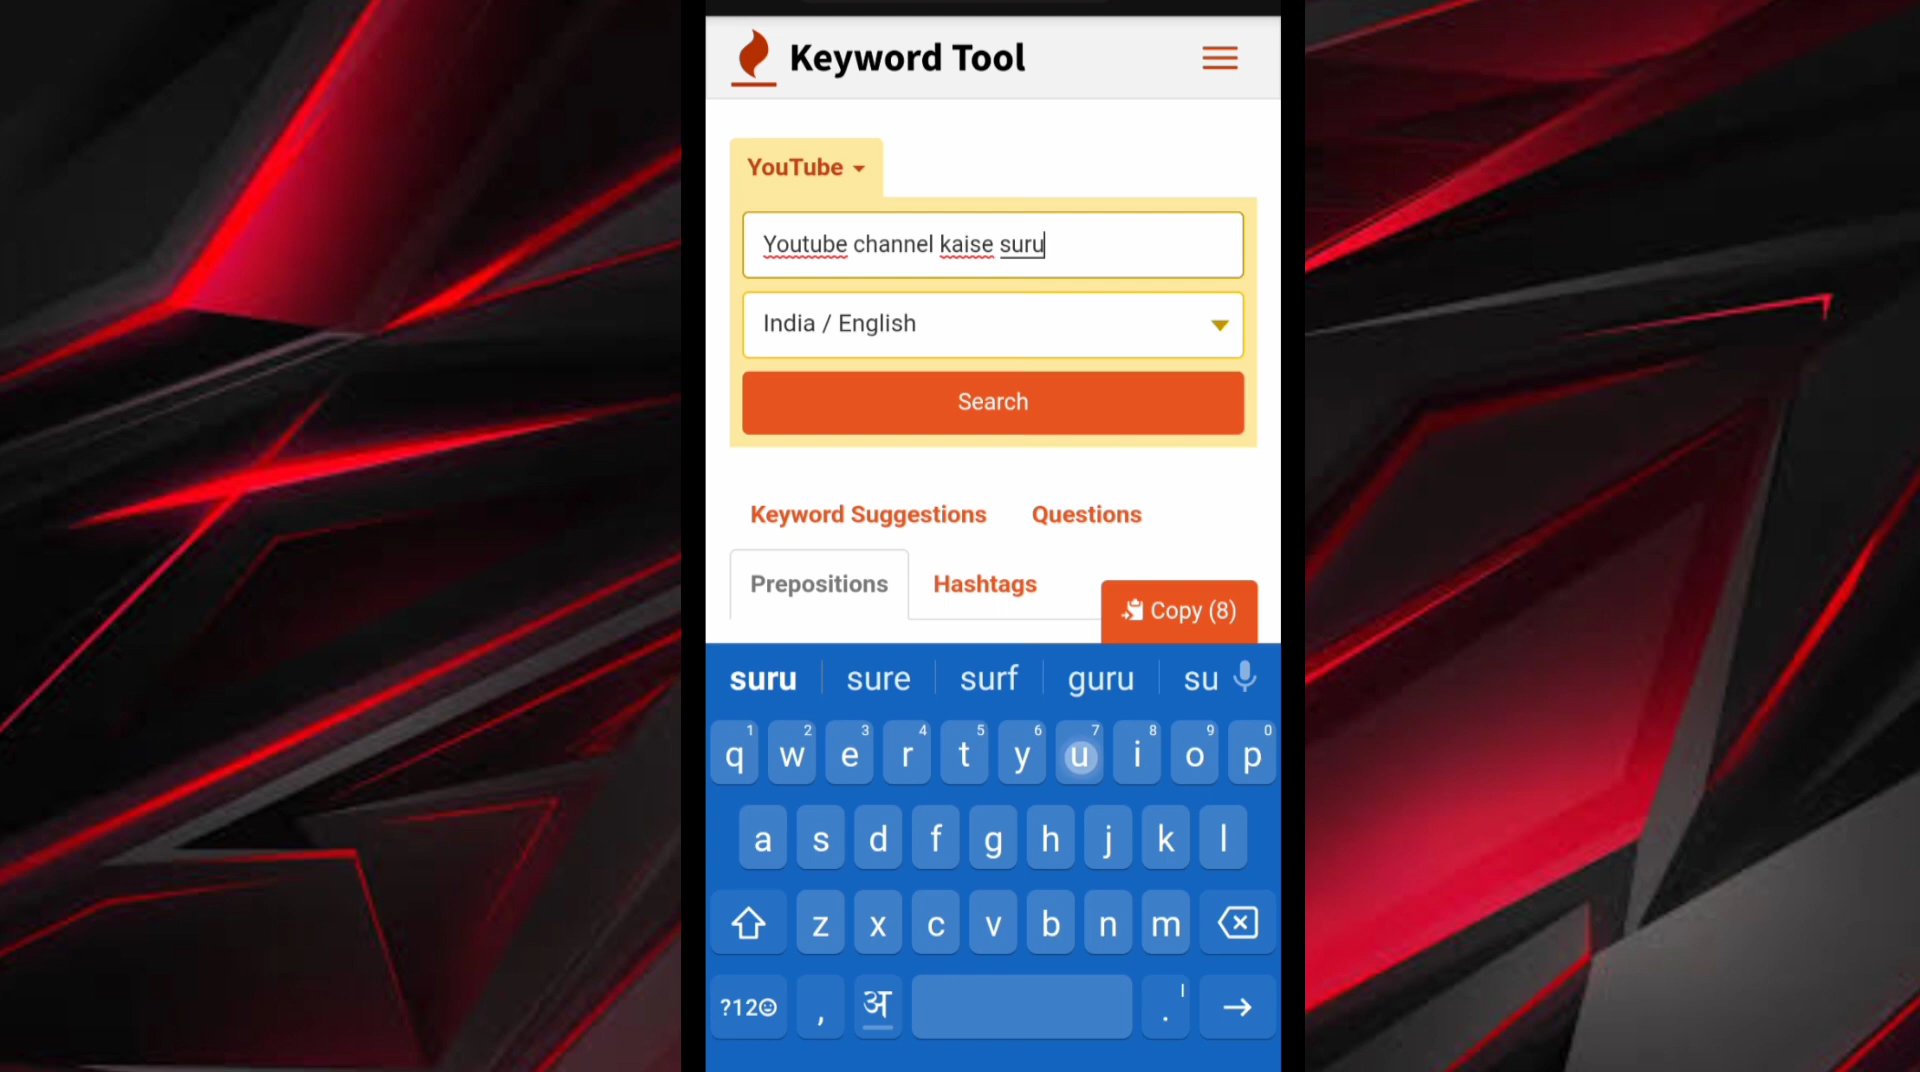 Keyword Tool
YouTube
Youtube channel kaise suru
India / English
Search
Keyword Suggestions Questions
Prepositions Hashtags
Copy (8)
suru sure surf guru su
1 2 3 4 5 6 7 8 9 0
q w e r t y u i o p
a s d f g h j k l
z x c v b n m
?12 , अ .